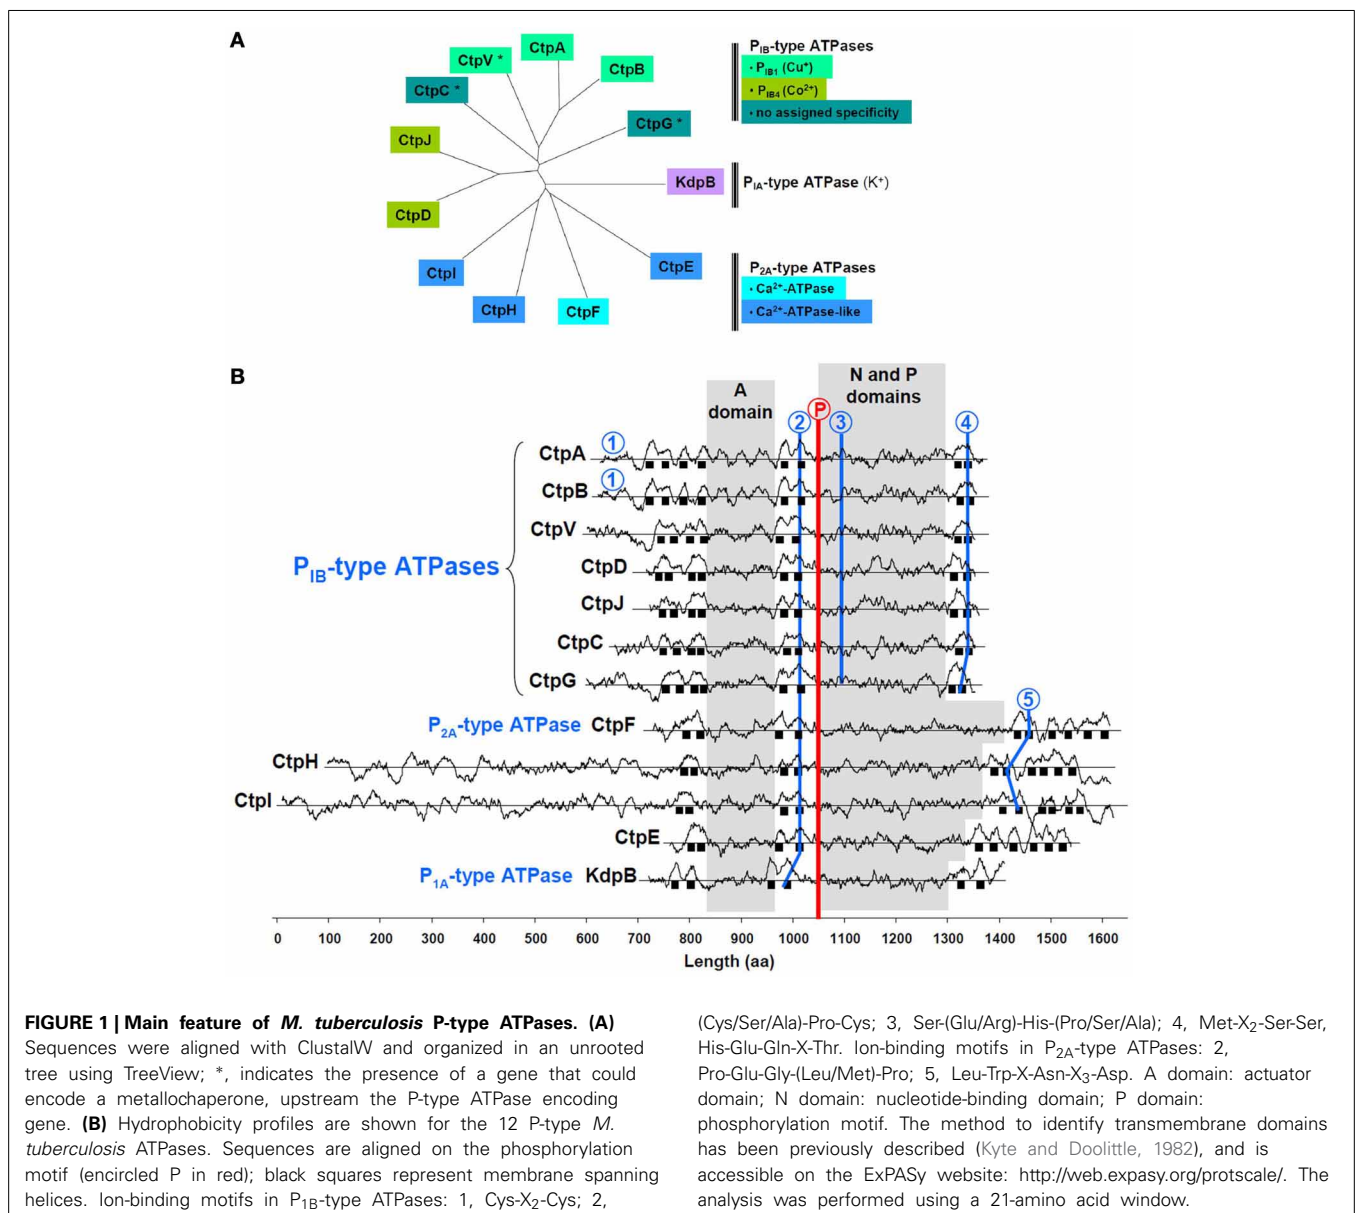 A
CtpV *
CtpA
CtpB
CtpC *
CtpG *
CtpJ
KdpB
CtpD
CtpI
CtpE
CtpH
CtpF
PIB-type ATPases
· PIB1 (Cu+)
· PIB4 (Co2+)
· no assigned specificity
PIA-type ATPase (K+)
P2A-type ATPases
· Ca2+-ATPase
· Ca2+-ATPase-like
B
A
domain
N and P
domains
2
P
3
4
1
CtpA
1
CtpB
CtpV
PIB-type ATPases
CtpD
CtpJ
CtpC
CtpG
5
P2A-type ATPase CtpF
CtpH
CtpI
CtpE
P1A-type ATPase KdpB
0 100 200 300 400 500 600 700 800 900 1000 1100 1200 1300 1400 1500 1600
Length (aa)
FIGURE 1 | Main feature of M. tuberculosis P-type ATPases. (A)
Sequences were aligned with ClustalW and organized in an unrooted
tree using TreeView; *, indicates the presence of a gene that could
encode a metallochaperone, upstream the P-type ATPase encoding
gene. (B) Hydrophobicity profiles are shown for the 12 P-type M.
tuberculosis ATPases. Sequences are aligned on the phosphorylation
motif (encircled P in red); black squares represent membrane spanning
helices. Ion-binding motifs in P1B-type ATPases: 1, Cys-X2-Cys; 2,
(Cys/Ser/Ala)-Pro-Cys; 3, Ser-(Glu/Arg)-His-(Pro/Ser/Ala); 4, Met-X2-Ser-Ser,
His-Glu-Gln-X-Thr. Ion-binding motifs in P2A-type ATPases: 2,
Pro-Glu-Gly-(Leu/Met)-Pro; 5, Leu-Trp-X-Asn-X3-Asp. A domain: actuator
domain; N domain: nucleotide-binding domain; P domain:
phosphorylation motif. The method to identify transmembrane domains
has been previously described (Kyte and Doolittle, 1982), and is
accessible on the ExPASy website: http://web.expasy.org/protscale/. The
analysis was performed using a 21-amino acid window.